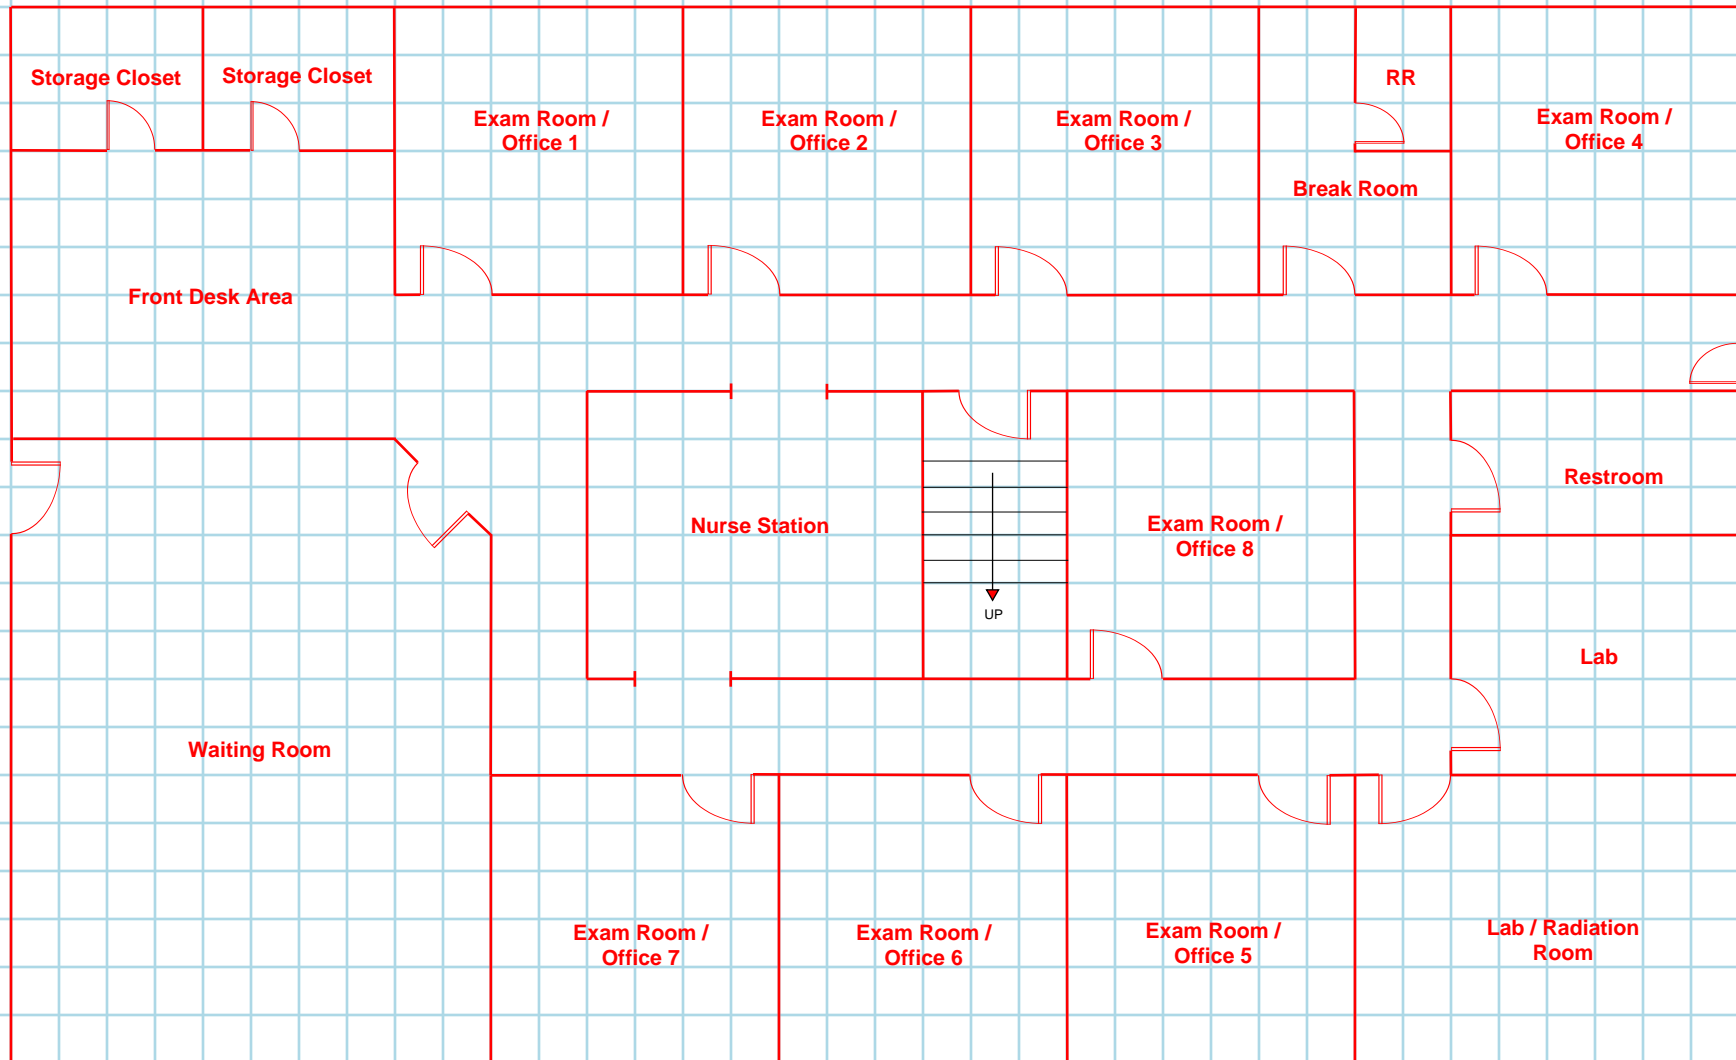 Storage Closet
Storage Closet
RR
Exam Room /
Office 1
Exam Room /
Office 2
Exam Room /
Office 3
Exam Room /
Office 4
Break Room
Front Desk Area
Restroom
Nurse Station
Exam Room /
Office 8
UP
Lab
Waiting Room
Exam Room /
Office 7
Exam Room /
Office 6
Exam Room /
Office 5
Lab / Radiation
Room